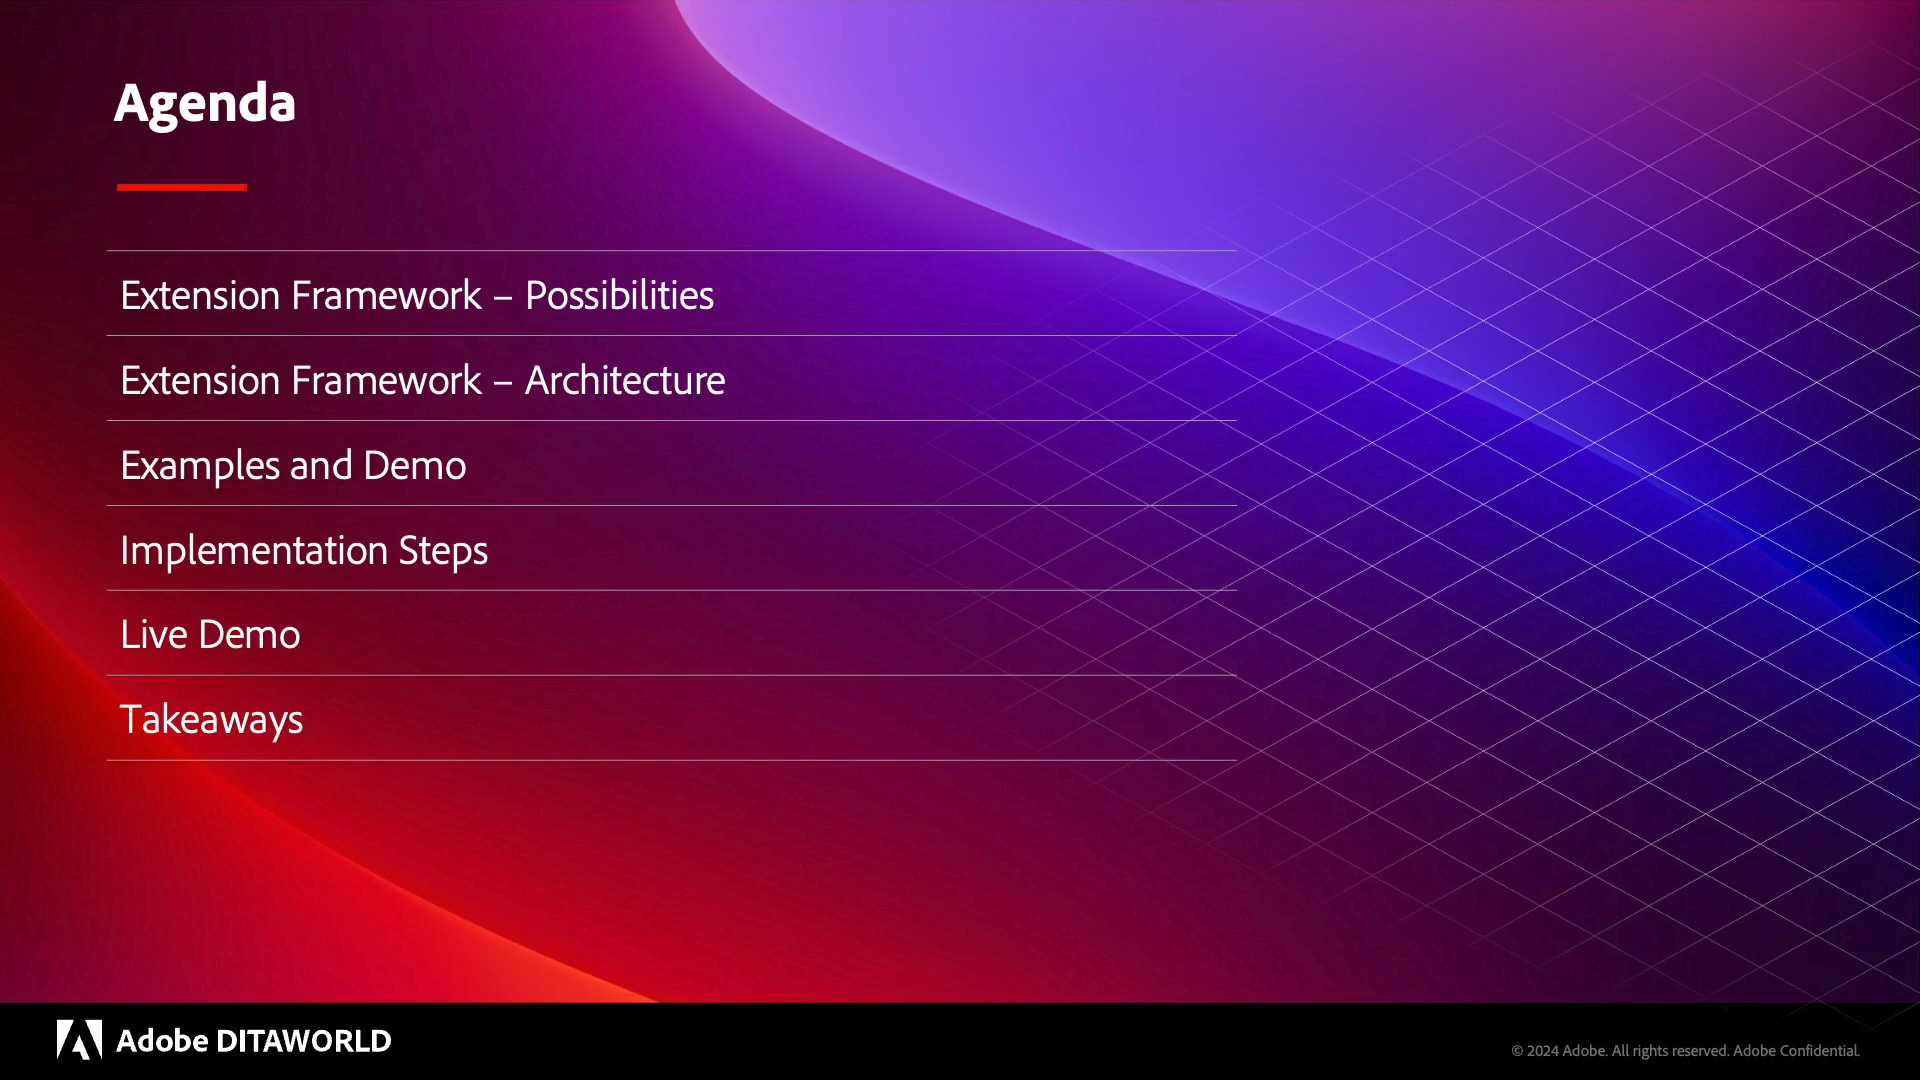 Agenda
Extension Framework – Possibilities
Extension Framework – Architecture
Examples and Demo
Implementation Steps
Live Demo
Takeaways
Adobe DITAWORLD
© 2024 Adobe. All rights reserved. Adobe Confidential.